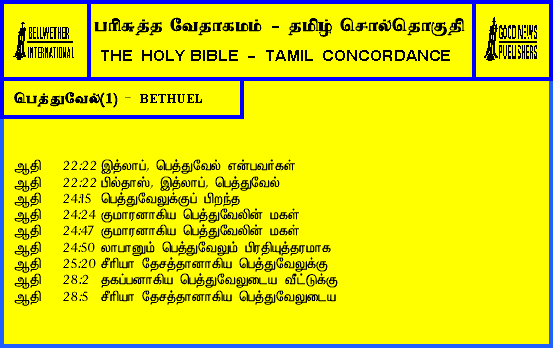 BELLWETHER
INTERNATIONAL
பரிசுத்த வேதாகமம் - தமிழ் சொல்தொகுதி
THE HOLY BIBLE - TAMIL CONCORDANCE
GOOD NEWS
PUBLISHERS
பெத்துவேல்(1) - BETHUEL
ஆதி 22:22 இத்லாப், பெத்துவேல் என்பவர்கள்
ஆதி 22:22 பில்தாஸ், இத்லாப், பெத்துவேல்
ஆதி 24:15 பெத்துவேலுக்குப் பிறந்த
ஆதி 24:24 குமாரனாகிய பெத்துவேலின் மகள்
ஆதி 24:47 குமாரனாகிய பெத்துவேலின் மகள்
ஆதி 24:50 லாபானும் பெத்துவேலும் பிரதியுத்தரமாக
ஆதி 25:20 சீரியா தேசத்தானாகிய பெத்துவேலுக்கு
ஆதி 28:2 தகப்பனாகிய பெத்துவேலுடைய வீட்டுக்கு
ஆதி 28:5 சீரியா தேசத்தானாகிய பெத்துவேலுடைய